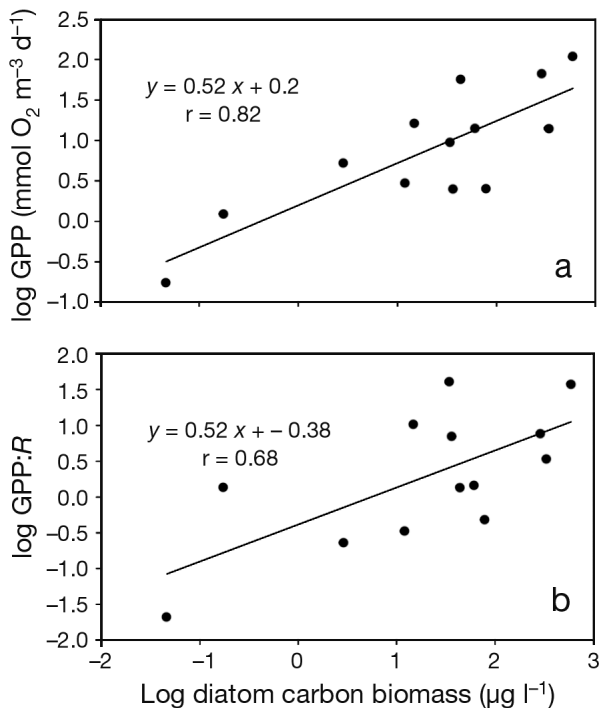 log GPP (mmol O₂ m⁻³ d⁻¹)
2.5
2.0
1.5
1.0
0.5
0.0
−0.5
−1.0
y = 0.52 x + 0.2
r = 0.82
a
log GPP:R
2.0
1.5
1.0
0.5
0.0
−0.5
−1.0
−1.5
−2.0
y = 0.52 x + − 0.38
r = 0.68
b
−2 −1 0 1 2 3
Log diatom carbon biomass (µg l⁻¹)